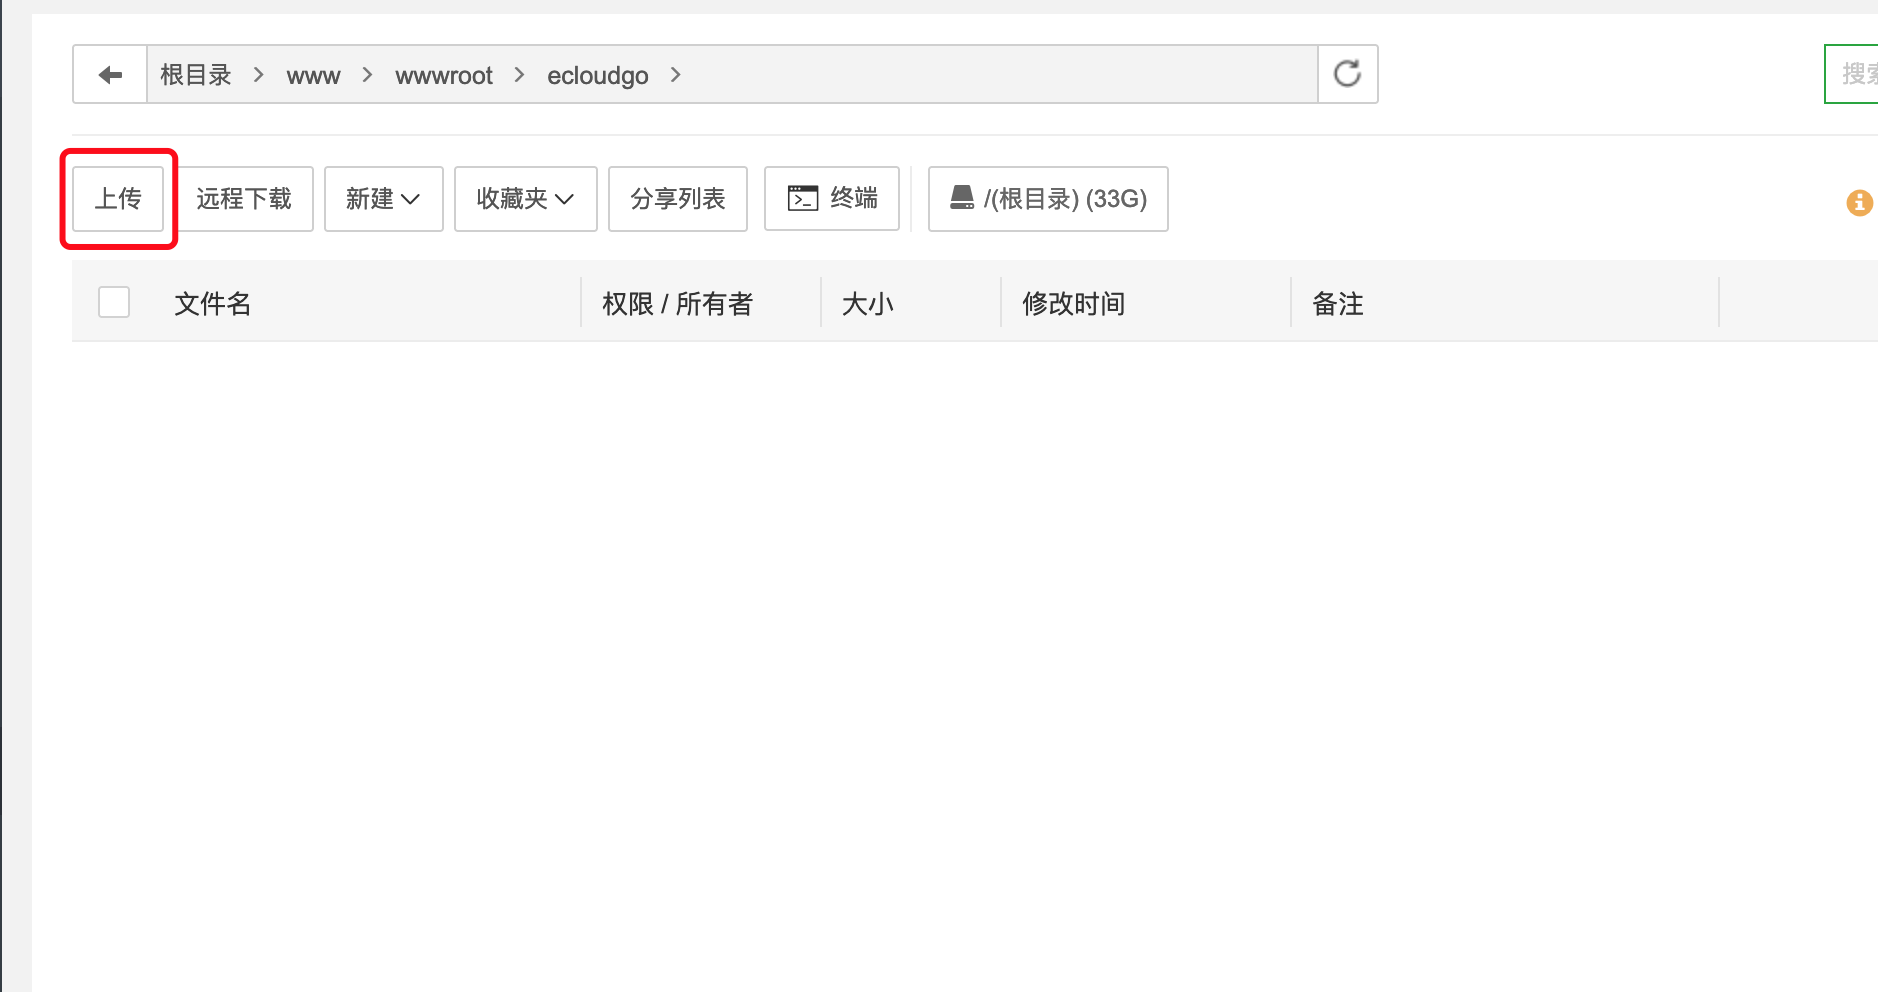 根目录 > www > wwwroot > ecloudgo >
搜索
上传 远程下载 新建 收藏夹 分享列表 终端 /(根目录) (33G)
文件名 权限 / 所有者 大小 修改时间 备注